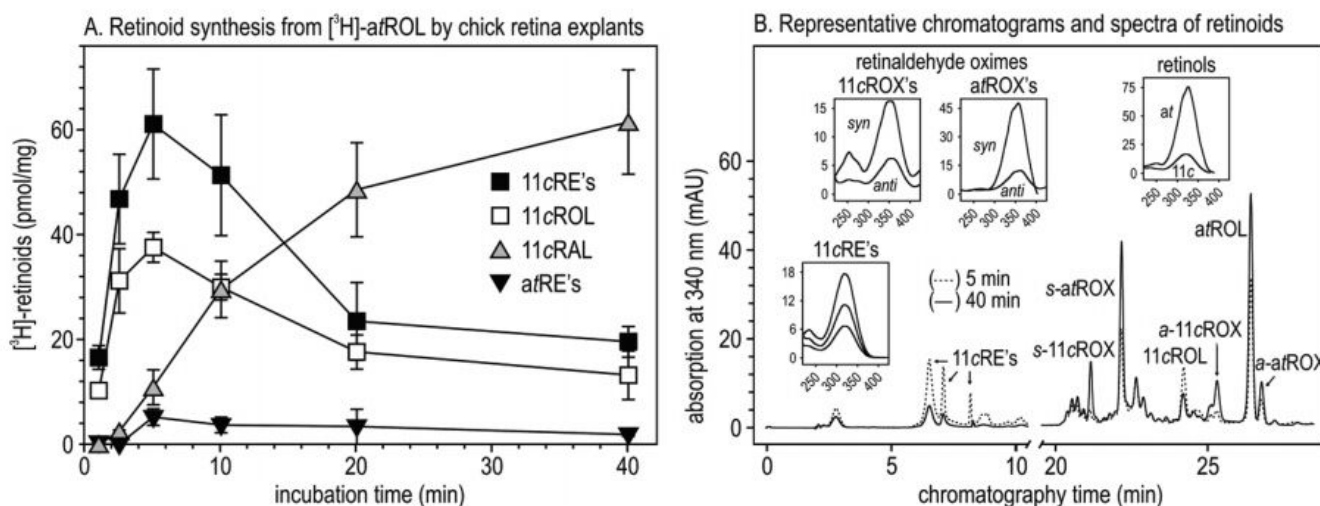 A. Retinoid synthesis from [³H]-atROL by chick retina explants
[³H]-retinoids (pmol/mg)
60
40
20
0
11cRE's
11cROL
11cRAL
atRE's
0 10 20 30 40
incubation time (min)
B. Representative chromatograms and spectra of retinoids
absorption at 340 nm (mAU)
60
40
20
0
retinaldehyde oximes
11cROX's
15
10
5
0
syn
anti
250 300 350 400
atROX's
45
30
15
0
syn
anti
250 300 350 400
retinols
75
50
25
0
at
11c
250 300 350 400
11cRE's
18
12
6
0
250 300 350 400
(---) 5 min
(—) 40 min
11cRE's
s-11cROX
s-atROX
11cROL
a-11cROX
atROL
a-atROX
0 5 10 20 25
chromatography time (min)